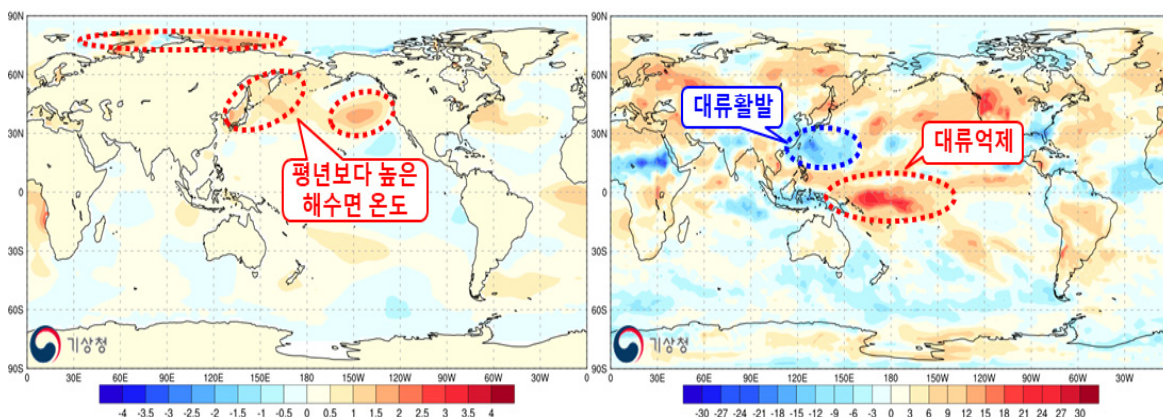 90N
60N
30N
0
30S
60S
90S
0 30E 60E 90E 120E 150E 180 150W 120W 90W 60W 30W 0
평년보다 높은
해수면 온도
기상청
-4 -3.5 -3 -2.5 -2 -1.5 -1 -0.5 0 0.5 1 1.5 2 2.5 3 3.5 4
90N
60N
30N
0
30S
60S
90S
0 30E 60E 90E 120E 150E 180 150W 120W 90W 60W 30W 0
대류활발
대류억제
기상청
-30 -27 -24 -21 -18 -15 -12 -9 -6 -3 0 3 6 9 12 15 18 21 24 27 30